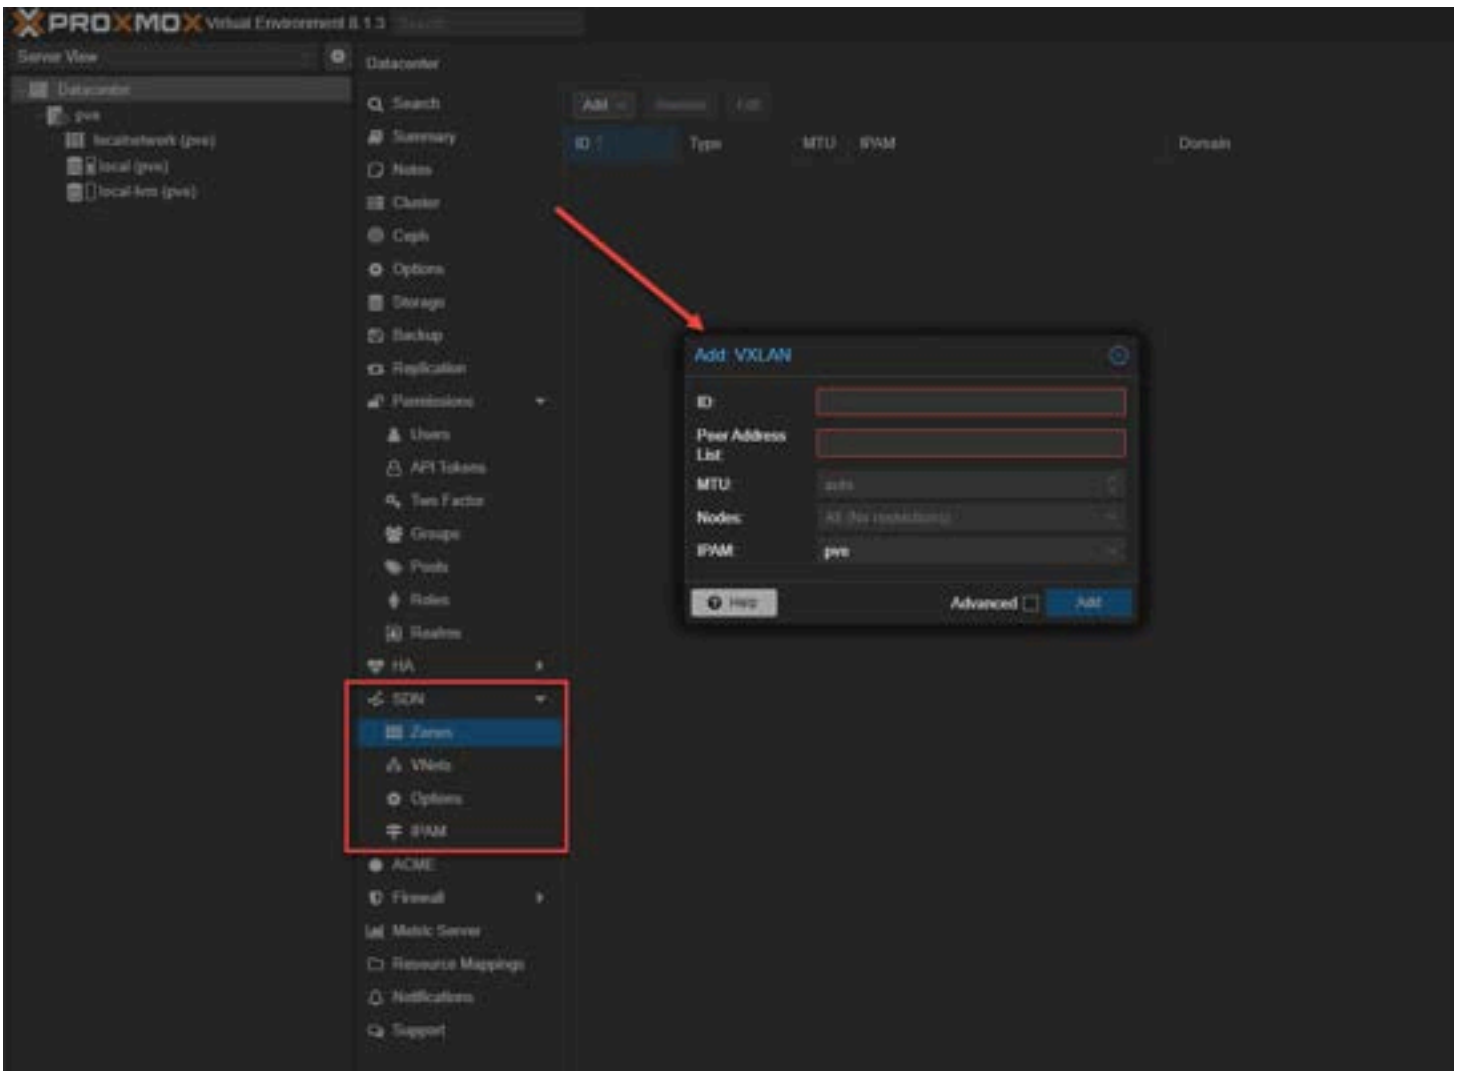 PROXMOX Virtual Environment 8.1.3 Search
Server View
Datacenter
pve
localnetwork (pve)
local (pve)
local-lvm (pve)
Datacenter
Search
Summary
Notes
Cluster
Ceph
Options
Storage
Backup
Replication
Permissions
Users
API Tokens
Two Factor
Groups
Pools
Roles
Realms
HA
SDN
Zones
VNets
Options
IPAM
ACME
Firewall
Metric Server
Resource Mappings
Notifications
Support
Add Remove Edit
ID Type MTU IPAM Domain
Add: VXLAN
ID:
Peer Address
List:
MTU: auto
Nodes: All (No restrictions)
IPAM: pve
Help Advanced Add